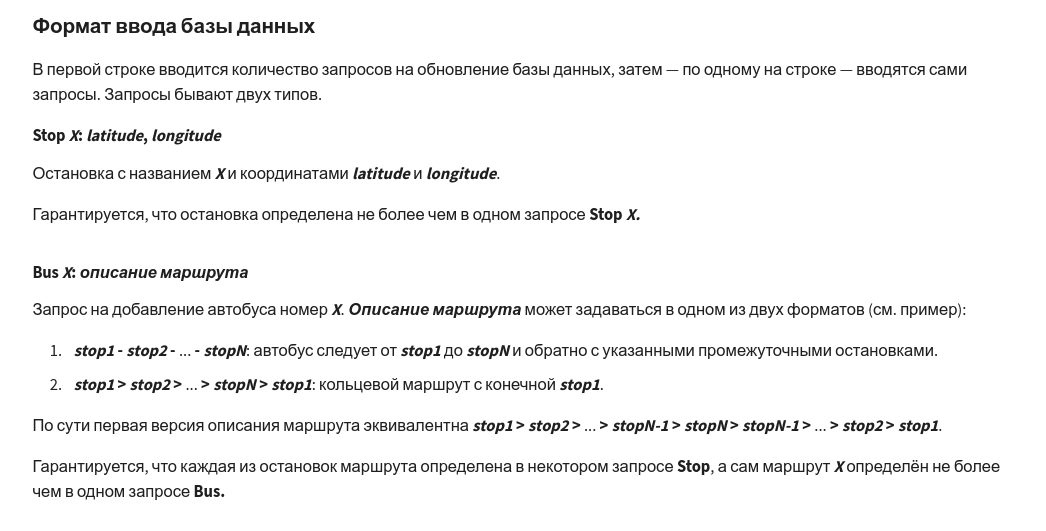 Формат ввода базы данных
В первой строке вводится количество запросов на обновление базы данных, затем — по одному на строке — вводятся сами
запросы. Запросы бывают двух типов.
Stop X: latitude, longitude
Остановка с названием X и координатами latitude и longitude.
Гарантируется, что остановка определена не более чем в одном запросе Stop X.
Bus X: описание маршрута
Запрос на добавление автобуса номер X. Описание маршрута может задаваться в одном из двух форматов (см. пример):
1. stop1 - stop2 - ... - stopN: автобус следует от stop1 до stopN и обратно с указанными промежуточными остановками.
2. stop1 > stop2 > ... > stopN > stop1: кольцевой маршрут с конечной stop1.
По сути первая версия описания маршрута эквивалентна stop1 > stop2 > ... > stopN-1 > stopN > stopN-1 > ... > stop2 > stop1.
Гарантируется, что каждая из остановок маршрута определена в некотором запросе Stop, а сам маршрут X определён не более
чем в одном запросе Bus.